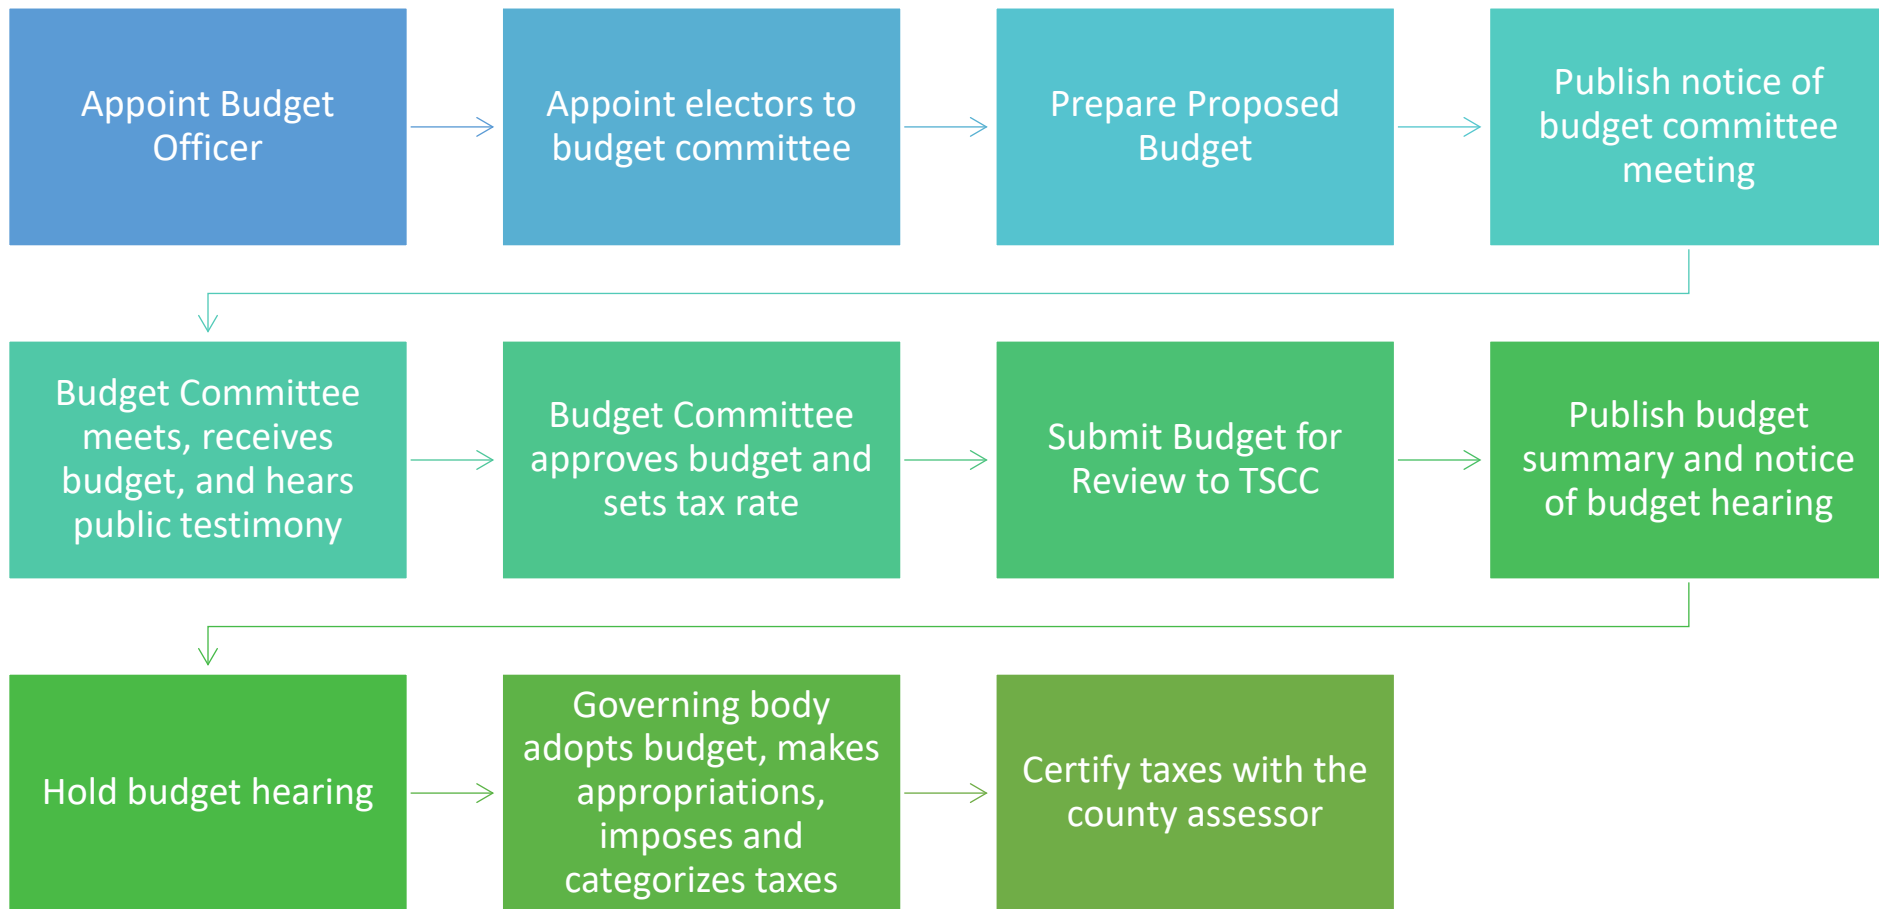 Appoint Budget
Officer
Appoint electors to
budget committee
Prepare Proposed
Budget
Publish notice of
budget committee
meeting
Budget Committee
meets, receives
budget, and hears
public testimony
Budget Committee
approves budget and
sets tax rate
Submit Budget for
Review to TSCC
Publish budget
summary and notice
of budget hearing
Hold budget hearing
Governing body
adopts budget, makes
appropriations,
imposes and
categorizes taxes
Certify taxes with the
county assessor